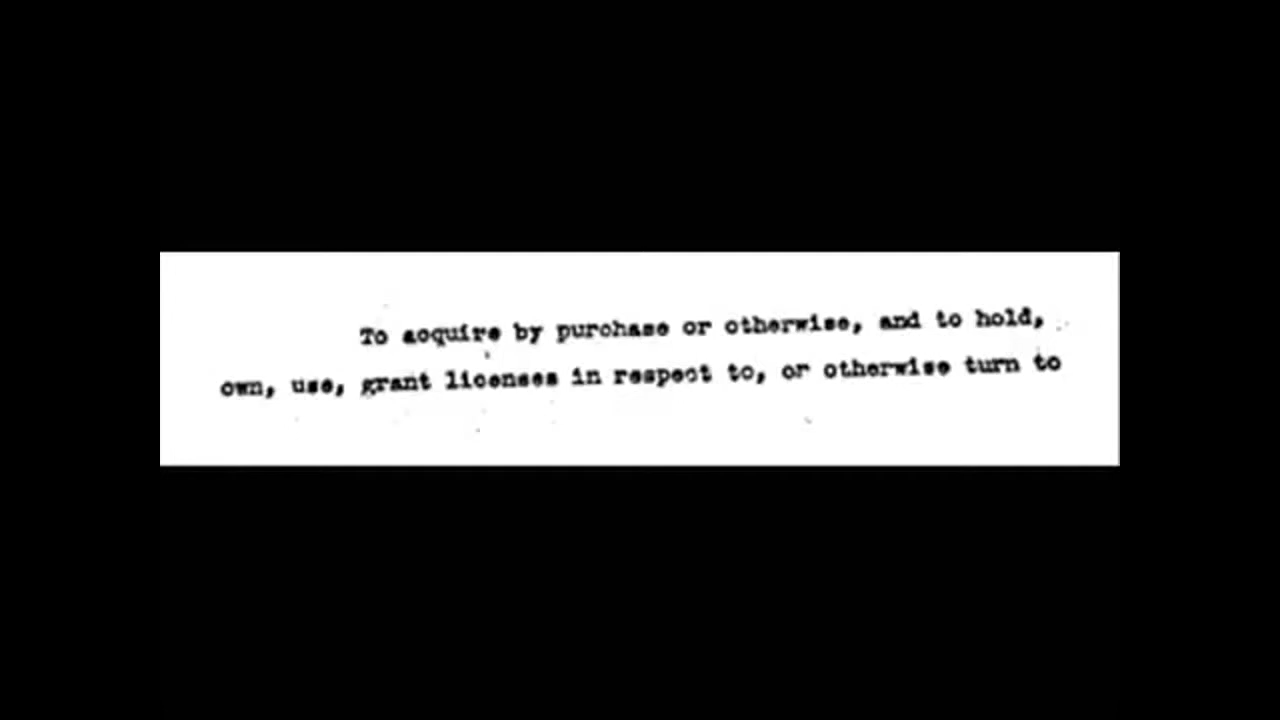 To acquire by purchase or otherwise, and to hold,
own, use, grant licenses in respect to, or otherwise turn to